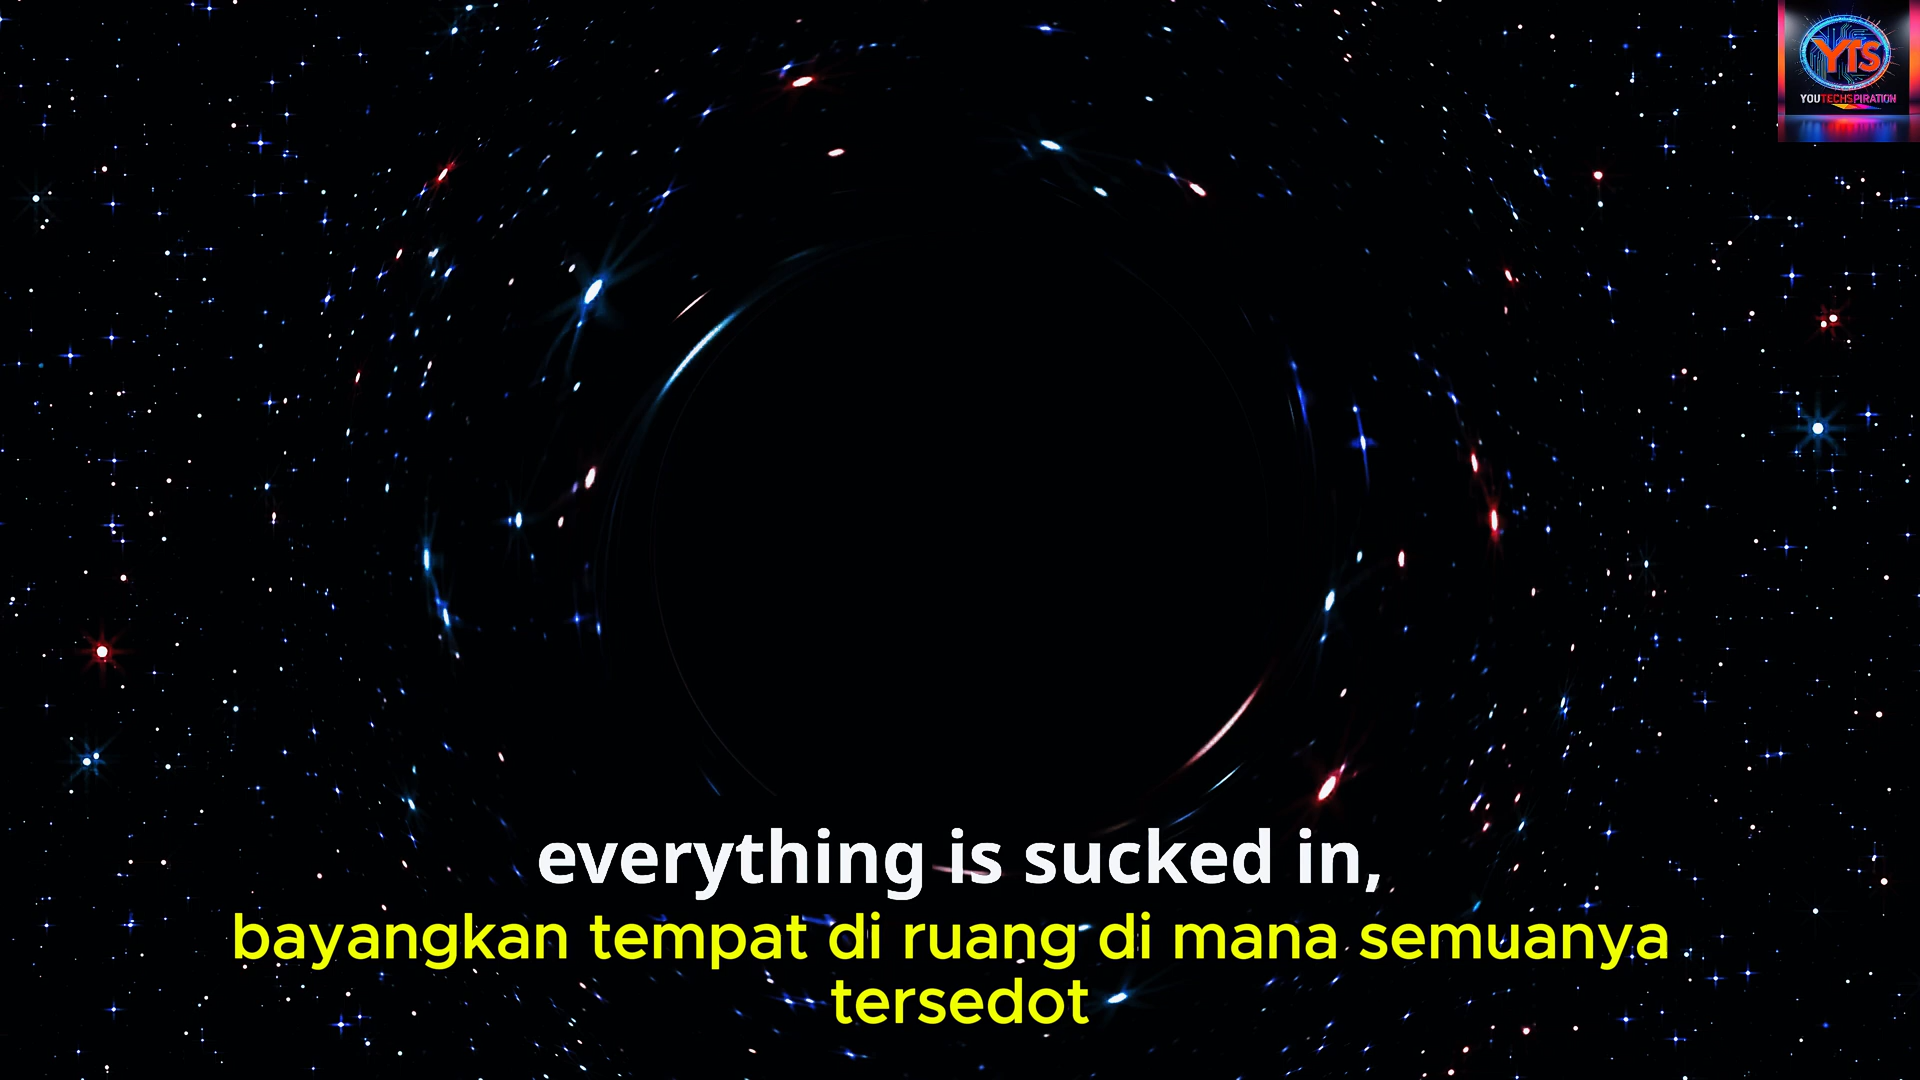 YTS
YOUTECHSPIRATION
everything is sucked in,
bayangkan tempat di ruang di mana semuanya
tersedot